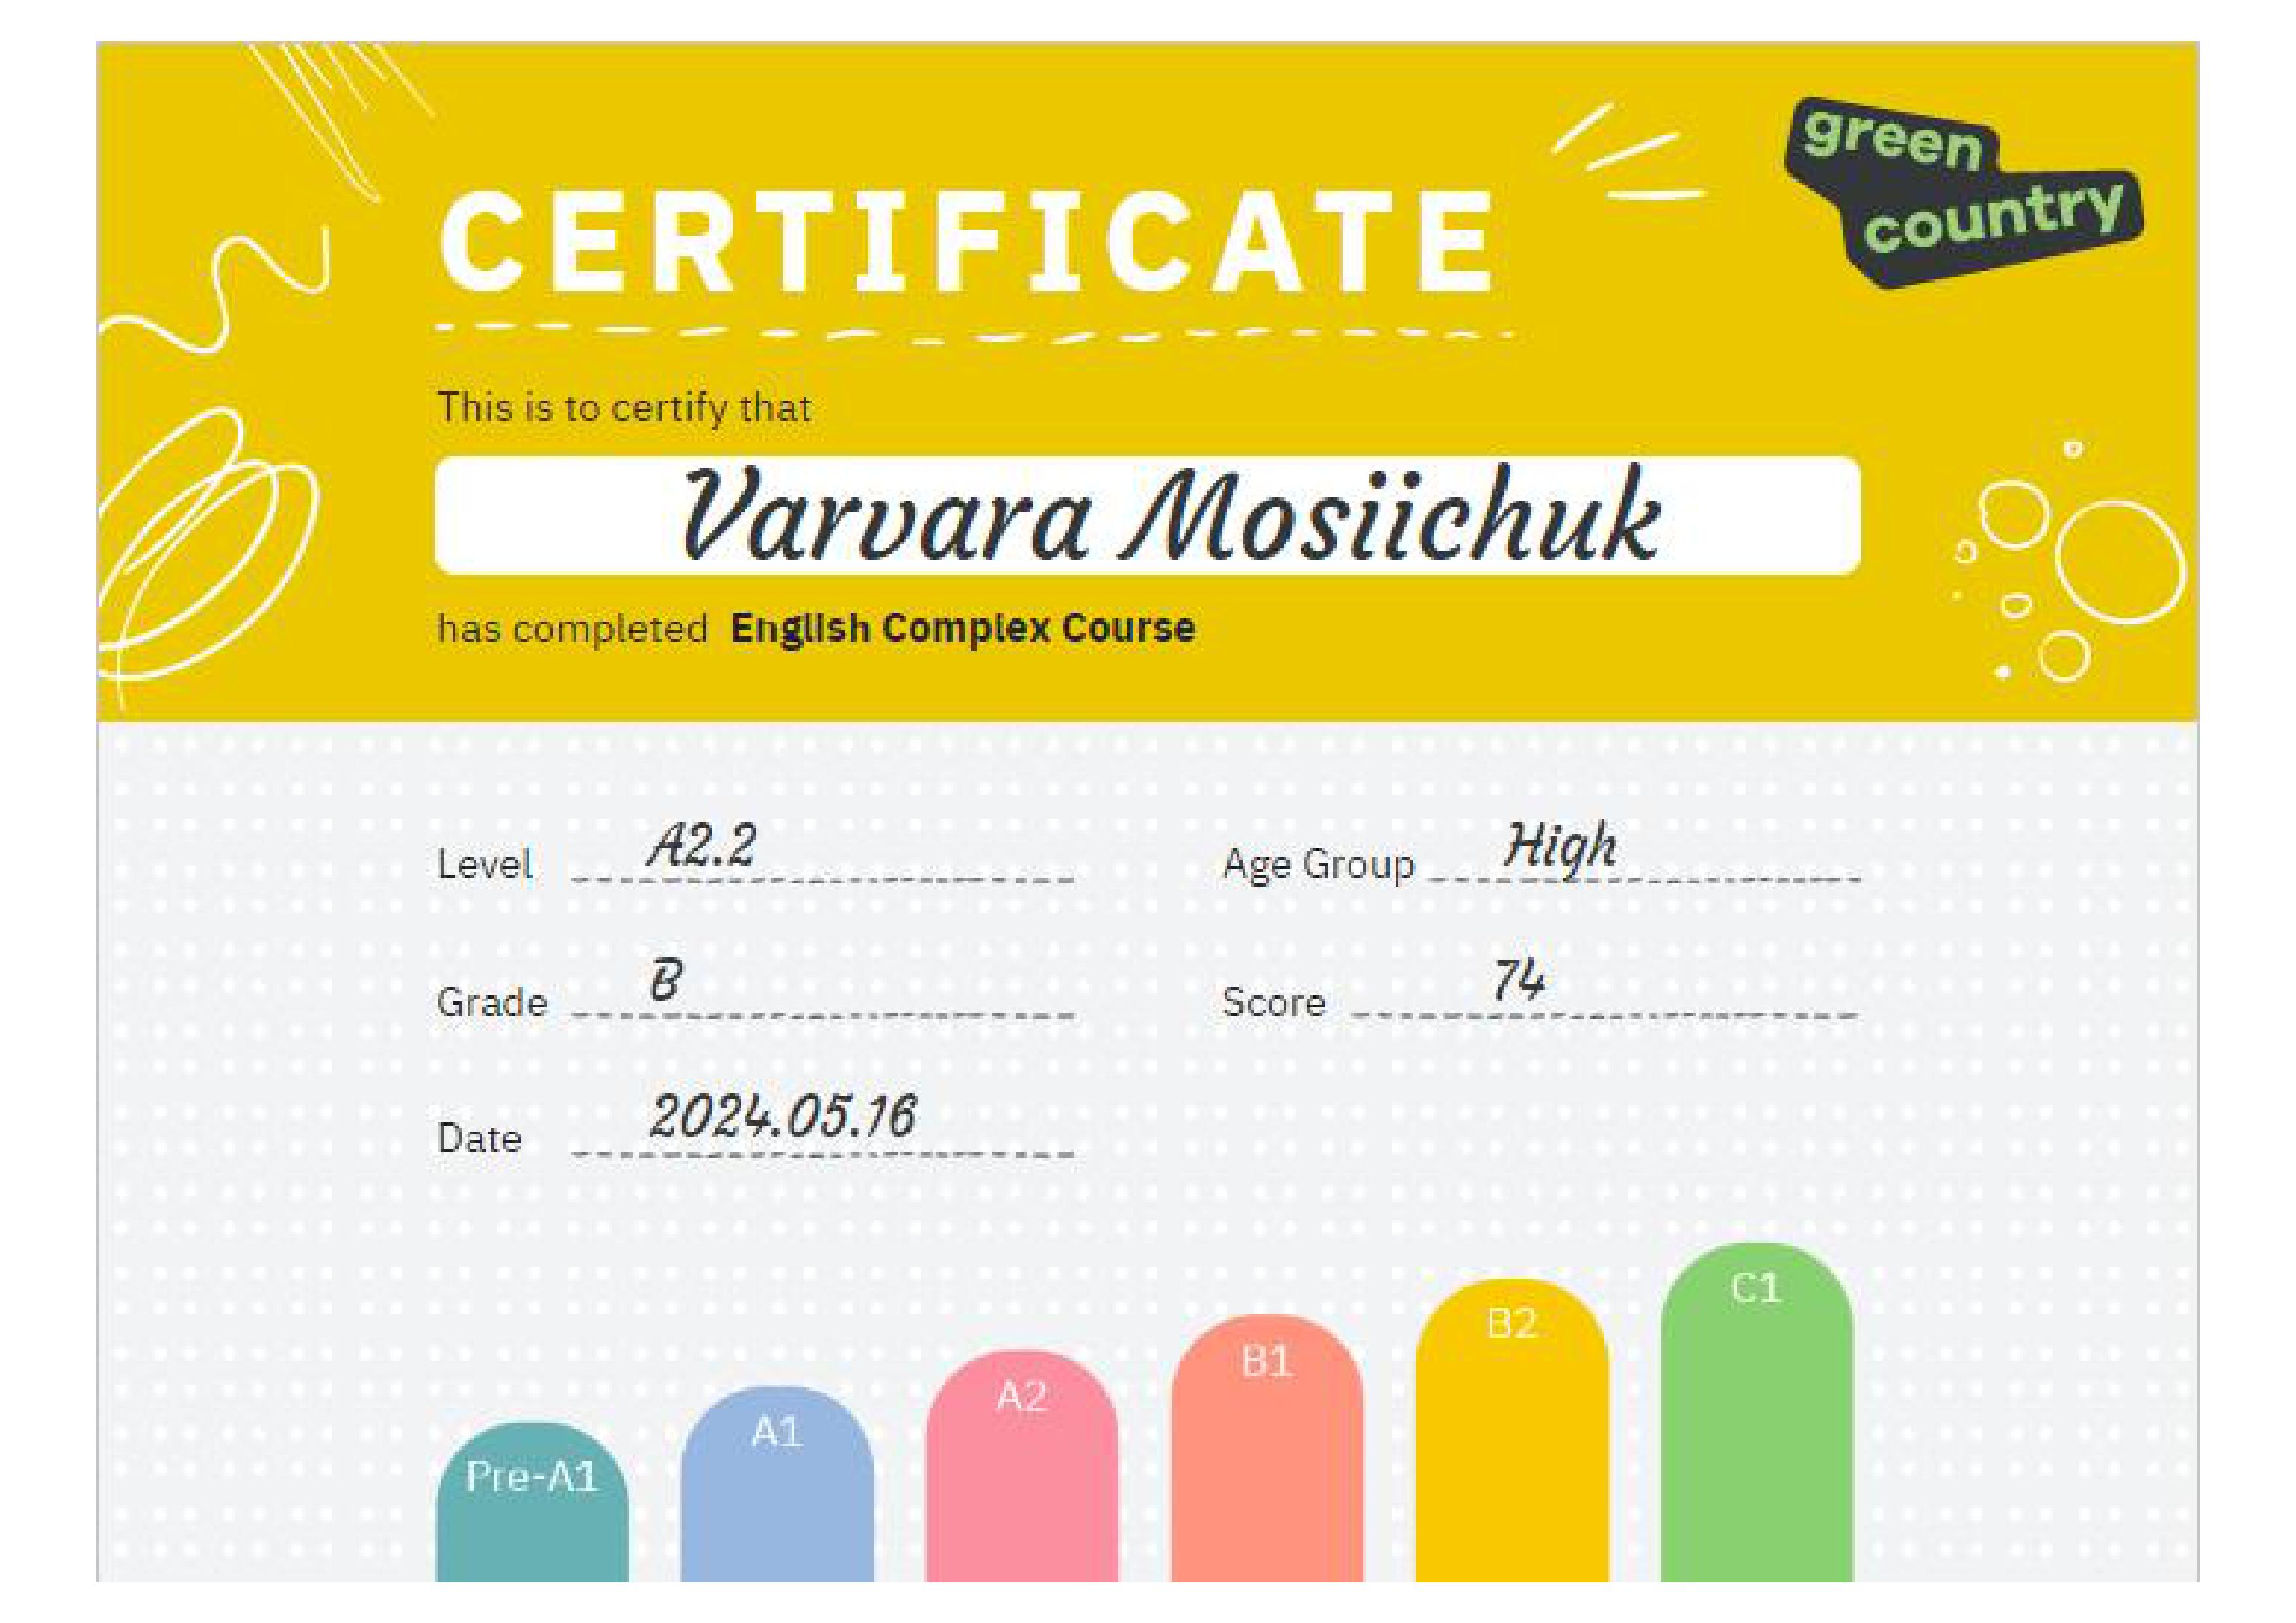 green
country
CERTIFICATE
This is to certify that
Varvara Mosiichuk
has completed English Complex Course
Level A2.2 Age Group High
Grade B Score 74
Date 2024.05.16
Pre-A1 A1 A2 B1 B2 C1